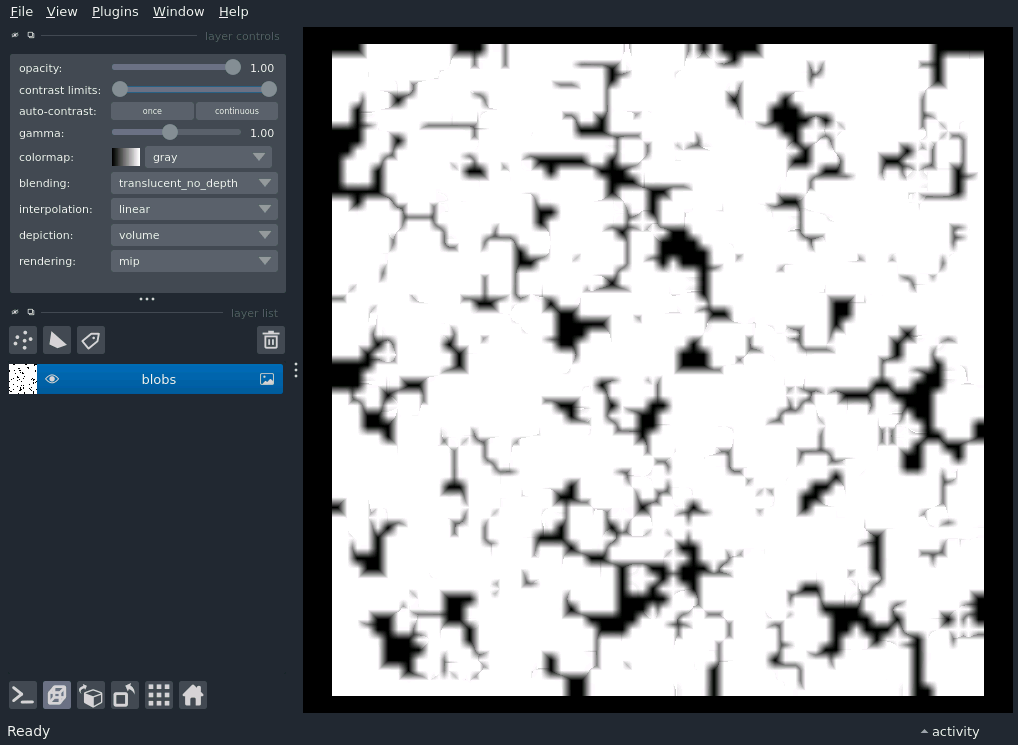 File View Plugins Window Help
layer controls
opacity: 1.00
contrast limits:
auto-contrast: once continuous
gamma: 1.00
colormap: gray
blending: translucent_no_depth
interpolation: linear
depiction: volume
rendering: mip
layer list
blobs
Ready activity